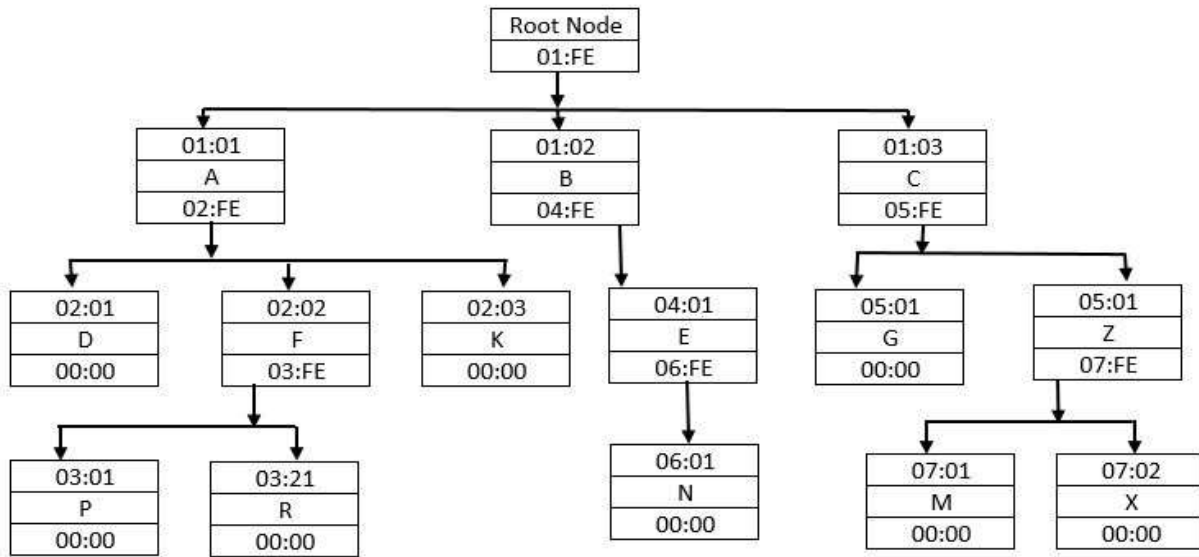 Root Node
01:FE
01:01
A
02:FE
01:02
B
04:FE
01:03
C
05:FE
02:01
D
00:00
02:02
F
03:FE
02:03
K
00:00
04:01
E
06:FE
05:01
G
00:00
05:01
Z
07:FE
03:01
P
00:00
03:21
R
00:00
06:01
N
00:00
07:01
M
00:00
07:02
X
00:00